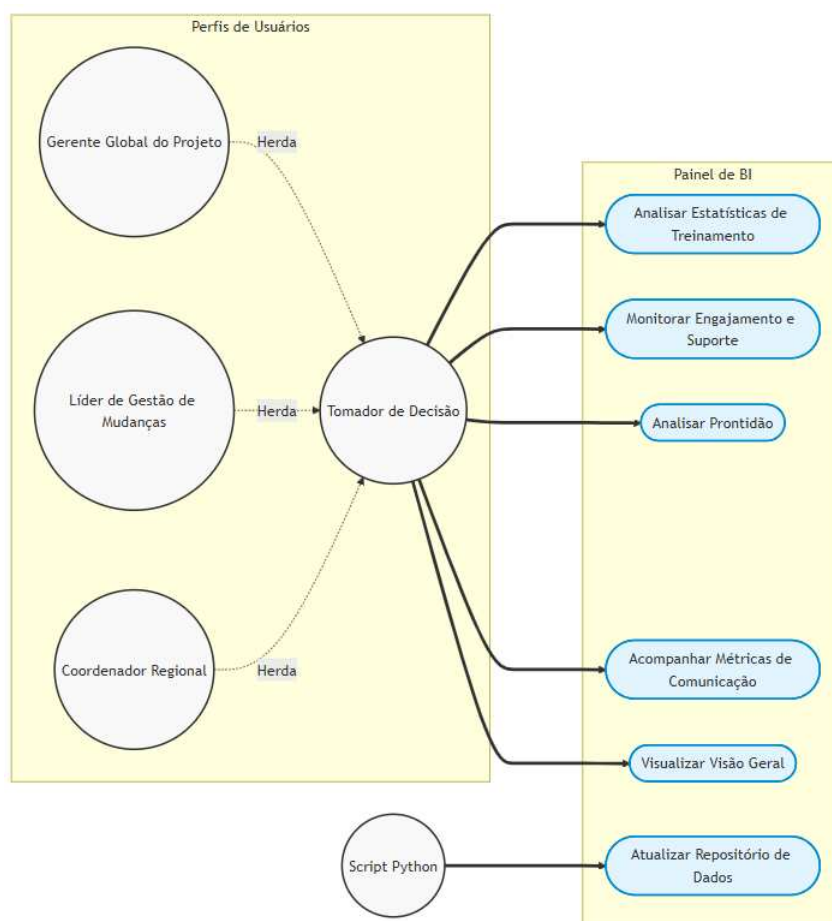 Perfis de Usuários
Gerente Global do Projeto
Herda
Líder de Gestão de
Mudanças
Herda
Tomador de Decisão
Coordenador Regional
Herda
Painel de BI
Analisar Estatísticas de
Treinamento
Monitorar Engajamento e
Suporte
Analisar Prontidão
Acompanhar Métricas de
Comunicação
Visualizar Visão Geral
Script Python
Atualizar Repositório de
Dados